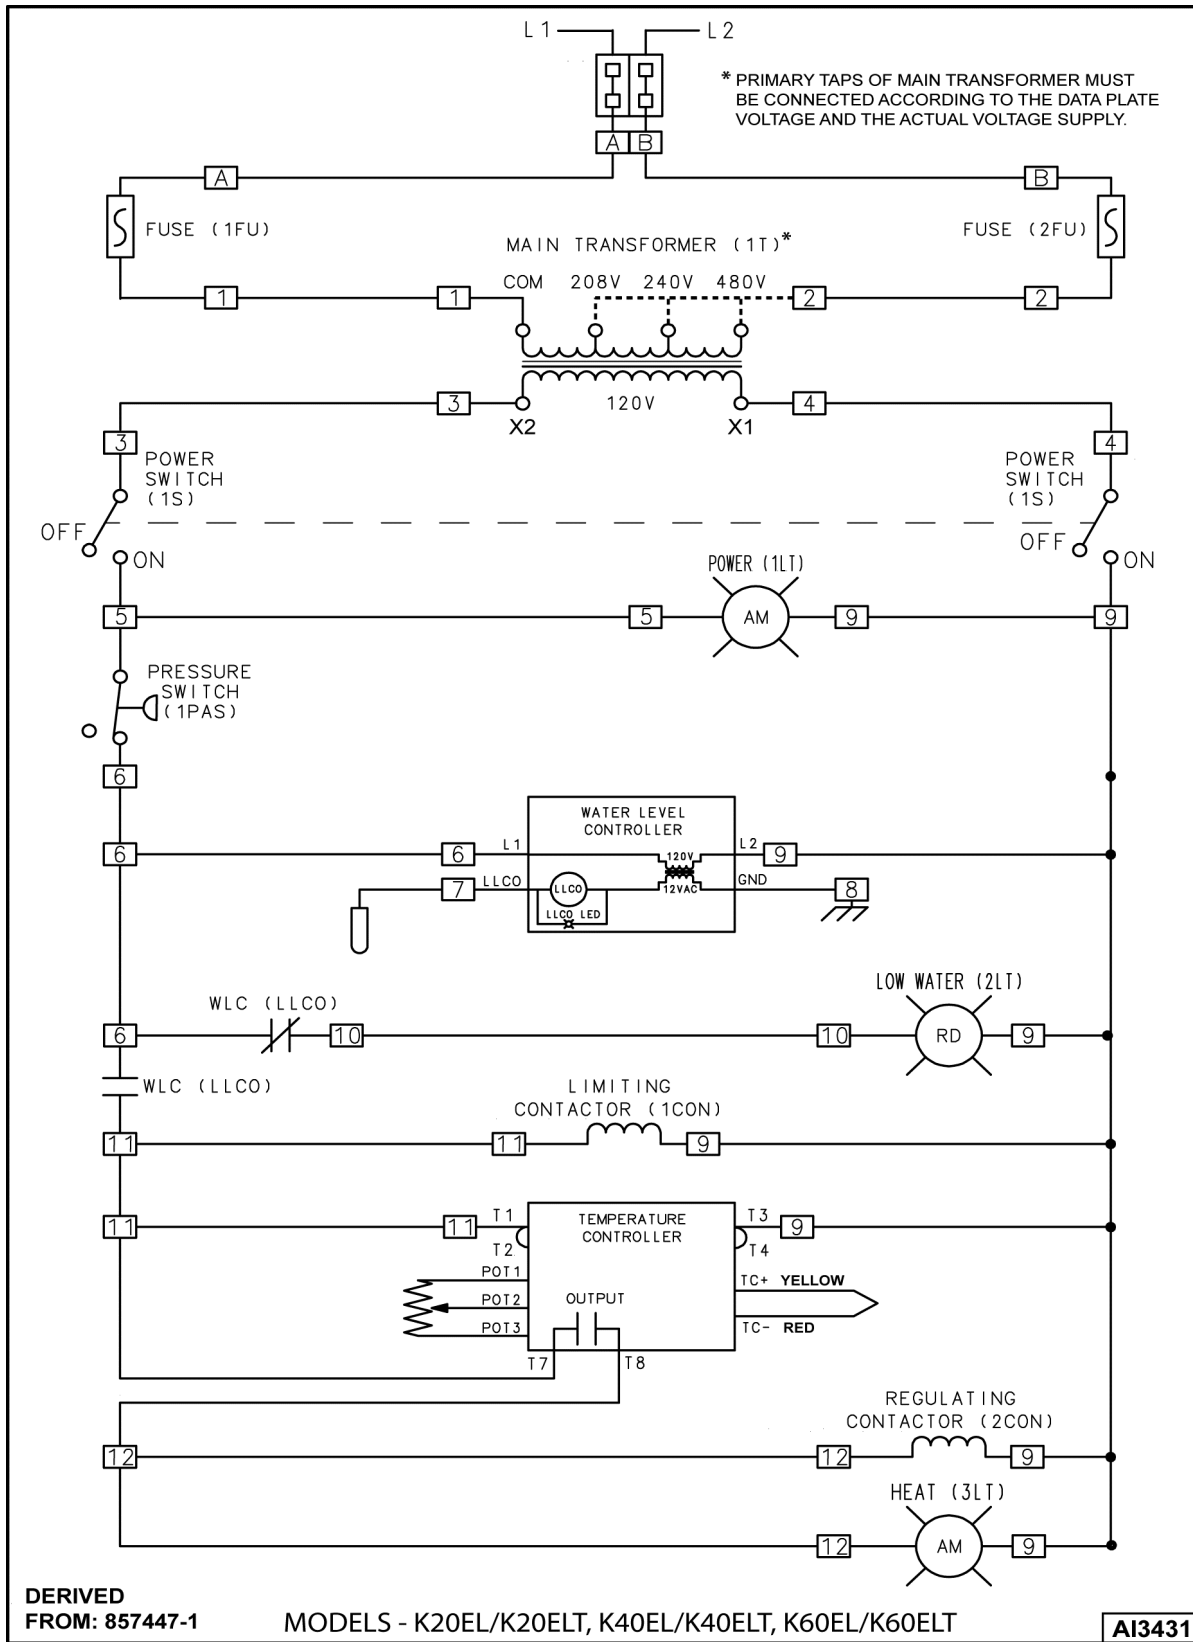 L1
L2
* PRIMARY TAPS OF MAIN TRANSFORMER MUST
BE CONNECTED ACCORDING TO THE DATA PLATE
VOLTAGE AND THE ACTUAL VOLTAGE SUPPLY.
A B
A
B
FUSE (1FU)
FUSE (2FU)
MAIN TRANSFORMER (1T)*
COM 208V 240V 480V
1
1
2
2
3
120V
4
X2
X1
3
4
POWER
SWITCH
(1S)
POWER
SWITCH
(1S)
OFF
ON
OFF
ON
POWER (1LT)
5
5
AM
9
9
PRESSURE
SWITCH
(1PAS)
6
WATER LEVEL
CONTROLLER
6
6
L1
120V
L2
9
7
LLCO
LLCO
12VAC
GND
8
LLCO LED
WLC (LLCO)
LOW WATER (2LT)
6
10
10
RD
9
WLC (LLCO)
LIMITING
CONTACTOR (1CON)
11
11
9
11
11
T1
TEMPERATURE
CONTROLLER
T3
9
T2
T4
POT1
TC+ YELLOW
POT2
OUTPUT
POT3
TC- RED
T7
T8
REGULATING
CONTACTOR (2CON)
12
12
9
HEAT (3LT)
12
AM
9
DERIVED
FROM: 857447-1
MODELS - K20EL/K20ELT, K40EL/K40ELT, K60EL/K60ELT
AI3431